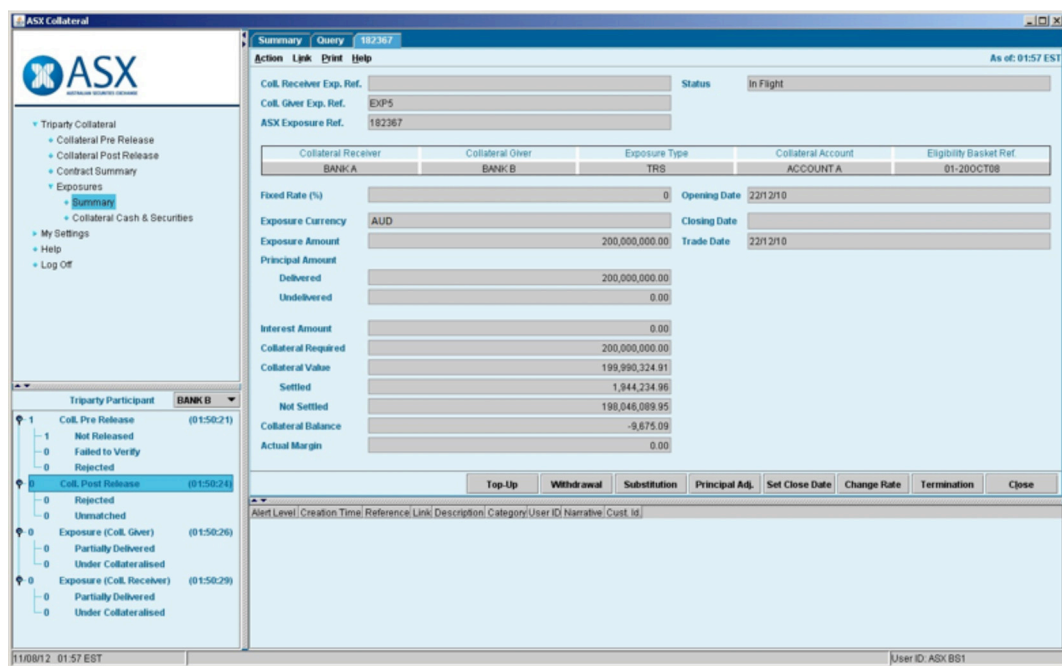 ASX Collateral
ASX
AUSTRALIAN SECURITIES EXCHANGE
Triparty Collateral
Collateral Pre Release
Collateral Post Release
Contract Summary
Exposures
Summary
Collateral Cash & Securities
My Settings
Help
Log Off
Triparty Participant BANK B
1 Coll. Pre Release (01:50:21)
1 Not Released
0 Failed to Verify
0 Rejected
0 Coll. Post Release (01:50:24)
0 Rejected
0 Unmatched
0 Exposure (Coll. Giver) (01:50:26)
0 Partially Delivered
0 Under Collateralised
0 Exposure (Coll. Receiver) (01:50:29)
0 Partially Delivered
0 Under Collateralised
Summary Query 182367
Action Link Print Help As of: 01:57 EST
Coll. Receiver Exp. Ref. Status In Flight
Coll. Giver Exp. Ref. EXP5
ASX Exposure Ref. 182367
Collateral Receiver Collateral Giver Exposure Type Collateral Account Eligibility Basket Ref.
BANK A BANK B TRS ACCOUNT A 01-20OCT08
Fixed Rate (%) 0 Opening Date 22/12/10
Exposure Currency AUD Closing Date
Exposure Amount 200,000,000.00 Trade Date 22/12/10
Principal Amount
Delivered 200,000,000.00
Undelivered 0.00
Interest Amount 0.00
Collateral Required 200,000,000.00
Collateral Value 199,990,324.91
Settled 1,944,234.96
Not Settled 198,046,089.95
Collateral Balance -9,675.09
Actual Margin 0.00
Top-Up Withdrawal Substitution Principal Adj. Set Close Date Change Rate Termination Close
Alert Level Creation Time Reference Link Description Category User ID Narrative Cust. Id.
11/08/12 01:57 EST User ID: ASX BS1